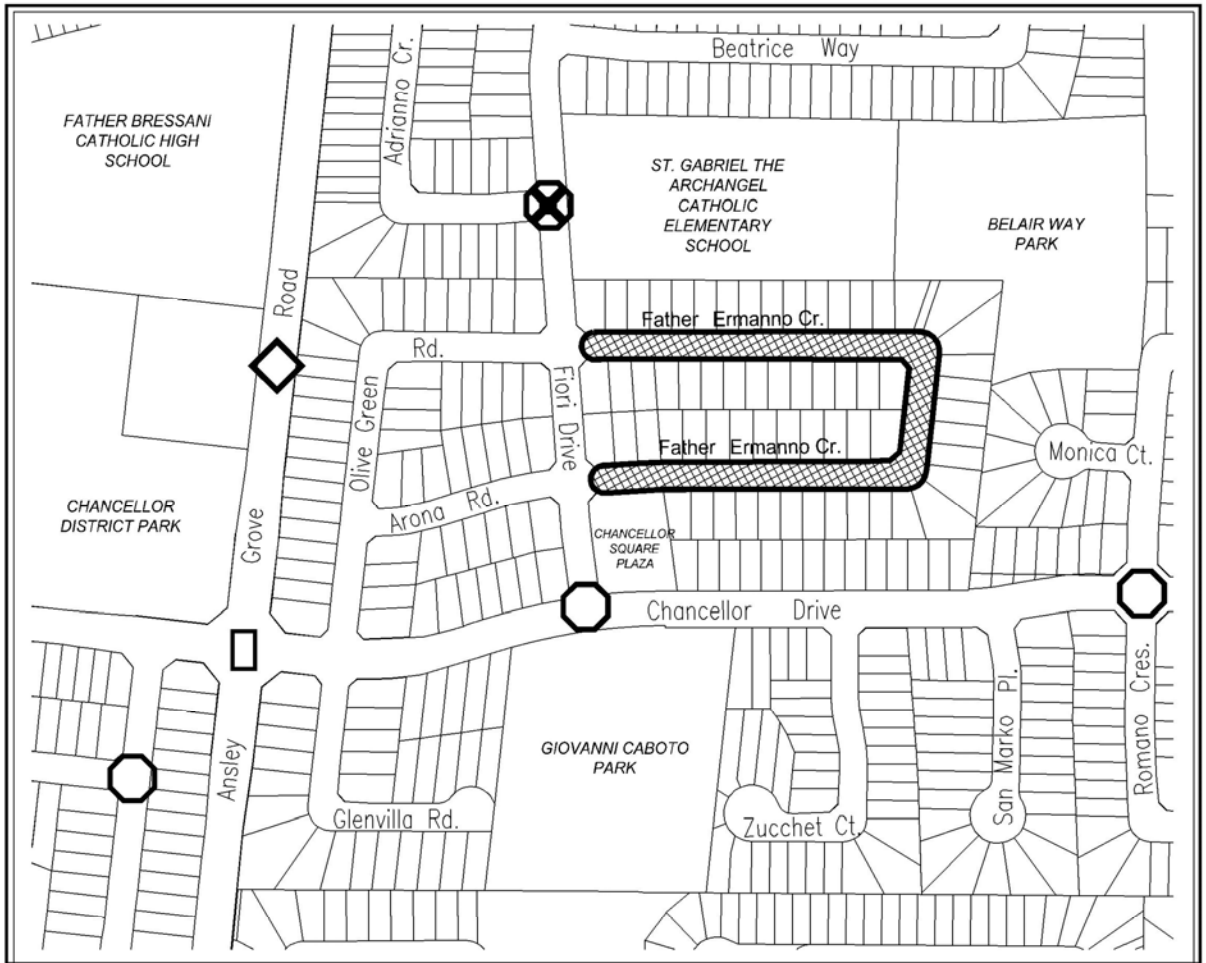 Beatrice Way
Adrianno Cr.
FATHER BRESSANI
CATHOLIC HIGH
SCHOOL
ST. GABRIEL THE
ARCHANGEL
CATHOLIC
ELEMENTARY
SCHOOL
BELAIR WAY
PARK
Road
Father Ermanno Cr.
Rd.
Olive Green
Fiori Drive
Father Ermanno Cr.
Monica Ct.
CHANCELLOR
DISTRICT PARK
Grove
Arona Rd.
CHANCELLOR
SQUARE
PLAZA
Chancellor Drive
Romano Cres.
San Marko Pl.
GIOVANNI CABOTO
PARK
Ansley
Glenvilla Rd.
Zucchet Ct.